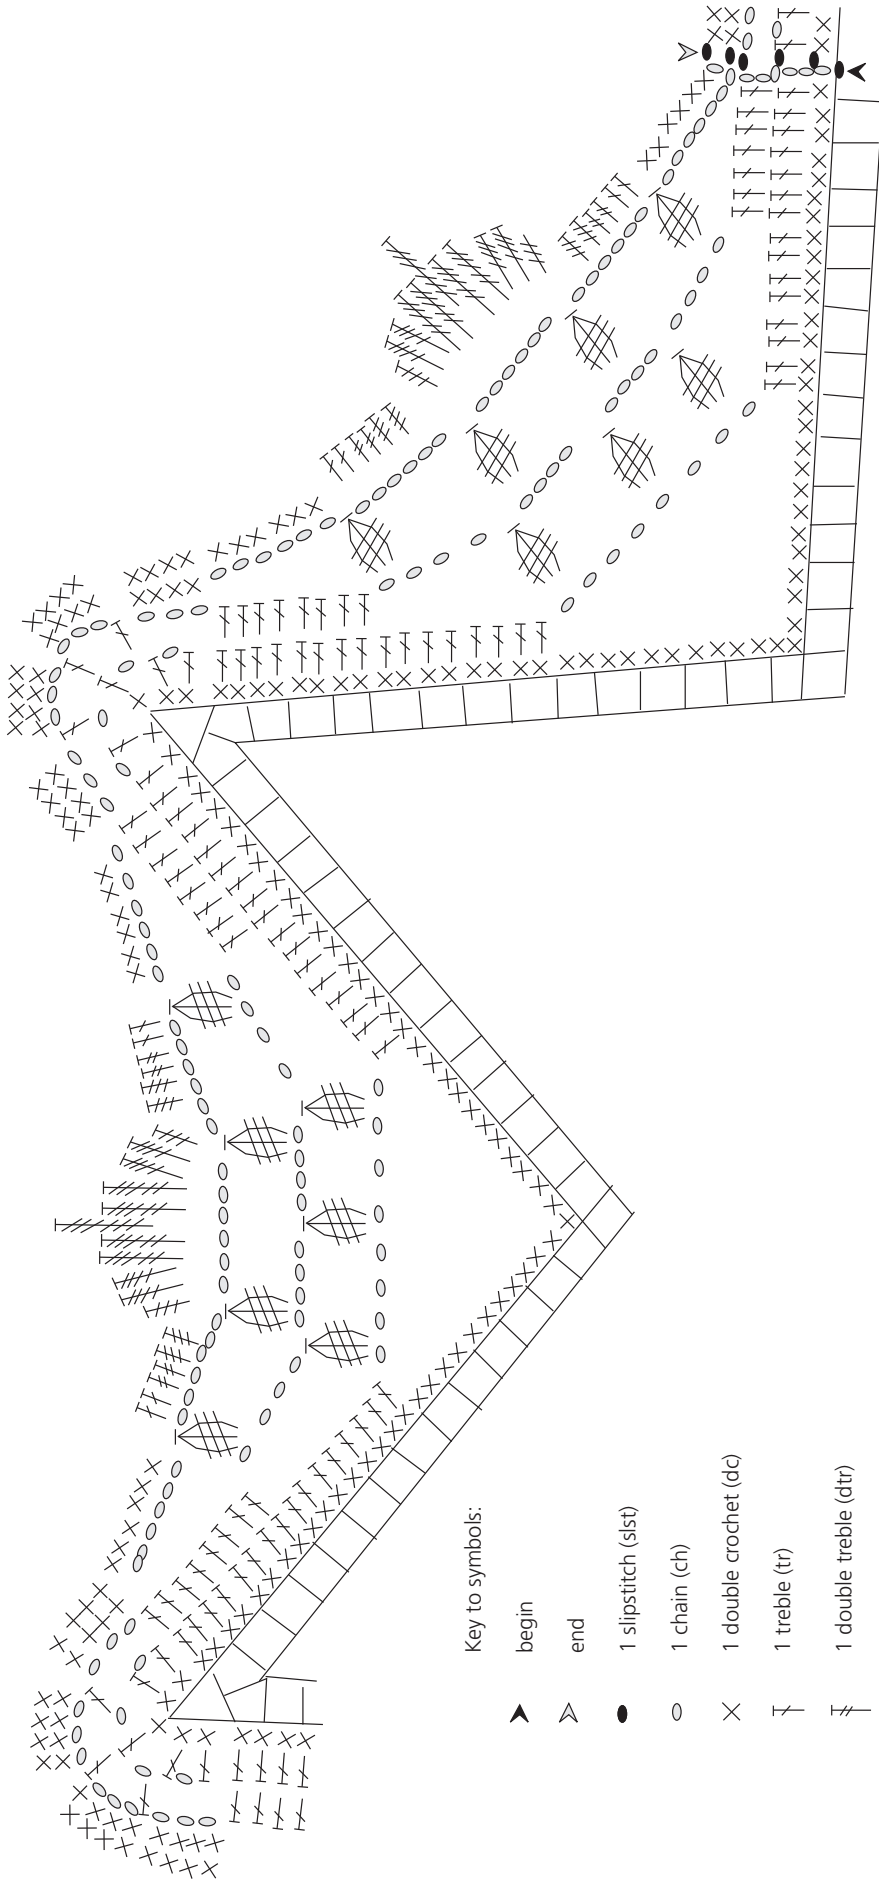 Key to symbols:
begin
end
1 slipstitch (slst)
1 chain (ch)
1 double crochet (dc)
1 treble (tr)
1 double treble (dtr)